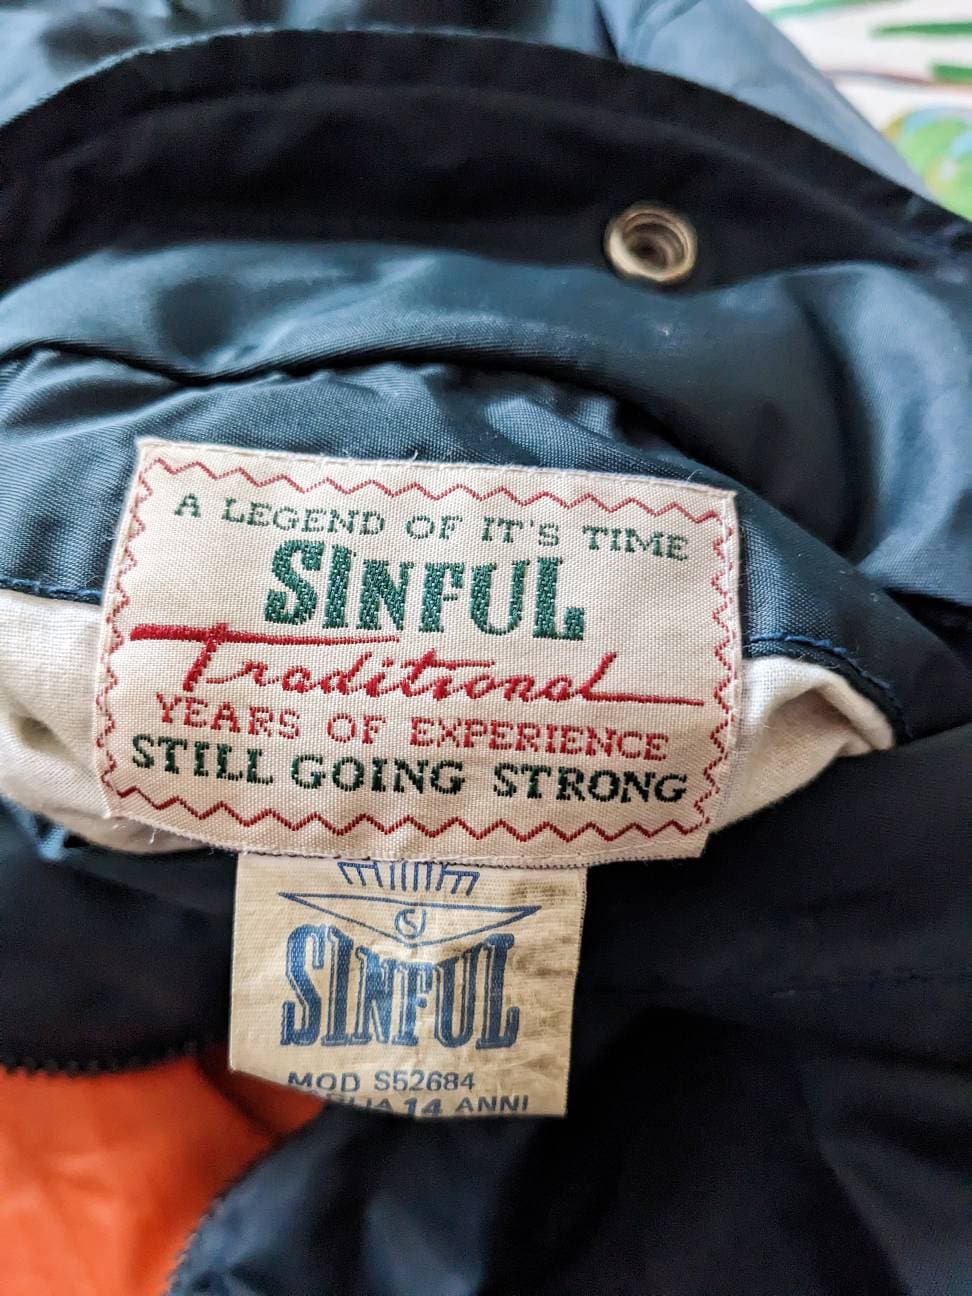 A LEGEND OF IT'S TIME
SINFUL
Traditional
YEARS OF EXPERIENCE
STILL GOING STRONG
S
SINFUL
MOD S52684
14 ANNI